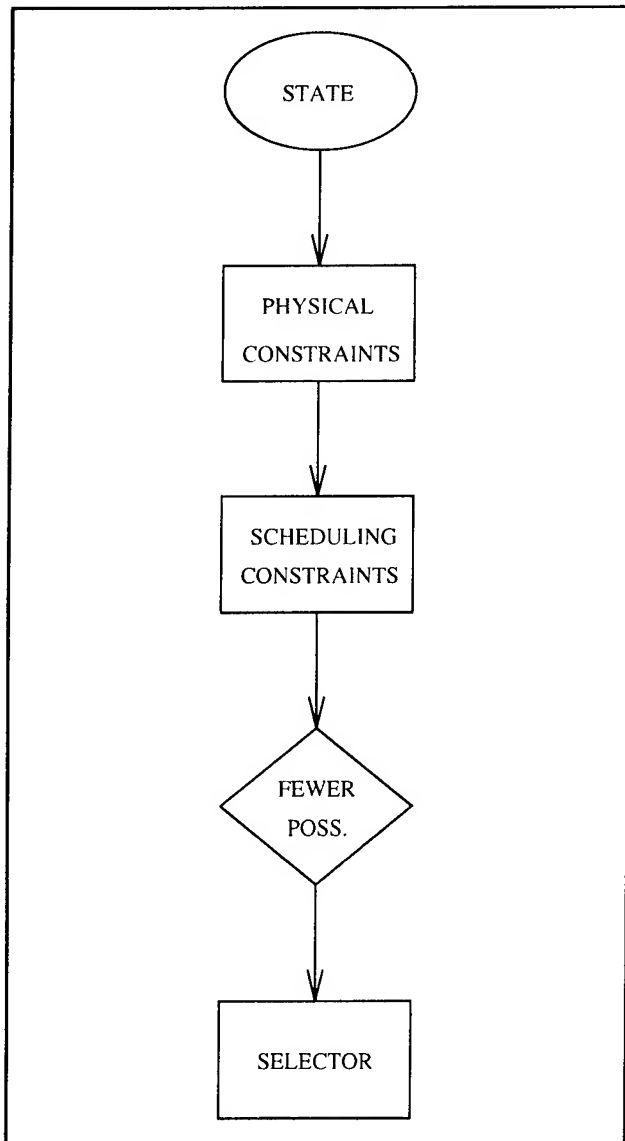 STATE
PHYSICAL
CONSTRAINTS
SCHEDULING
CONSTRAINTS
FEWER
POSS.
SELECTOR